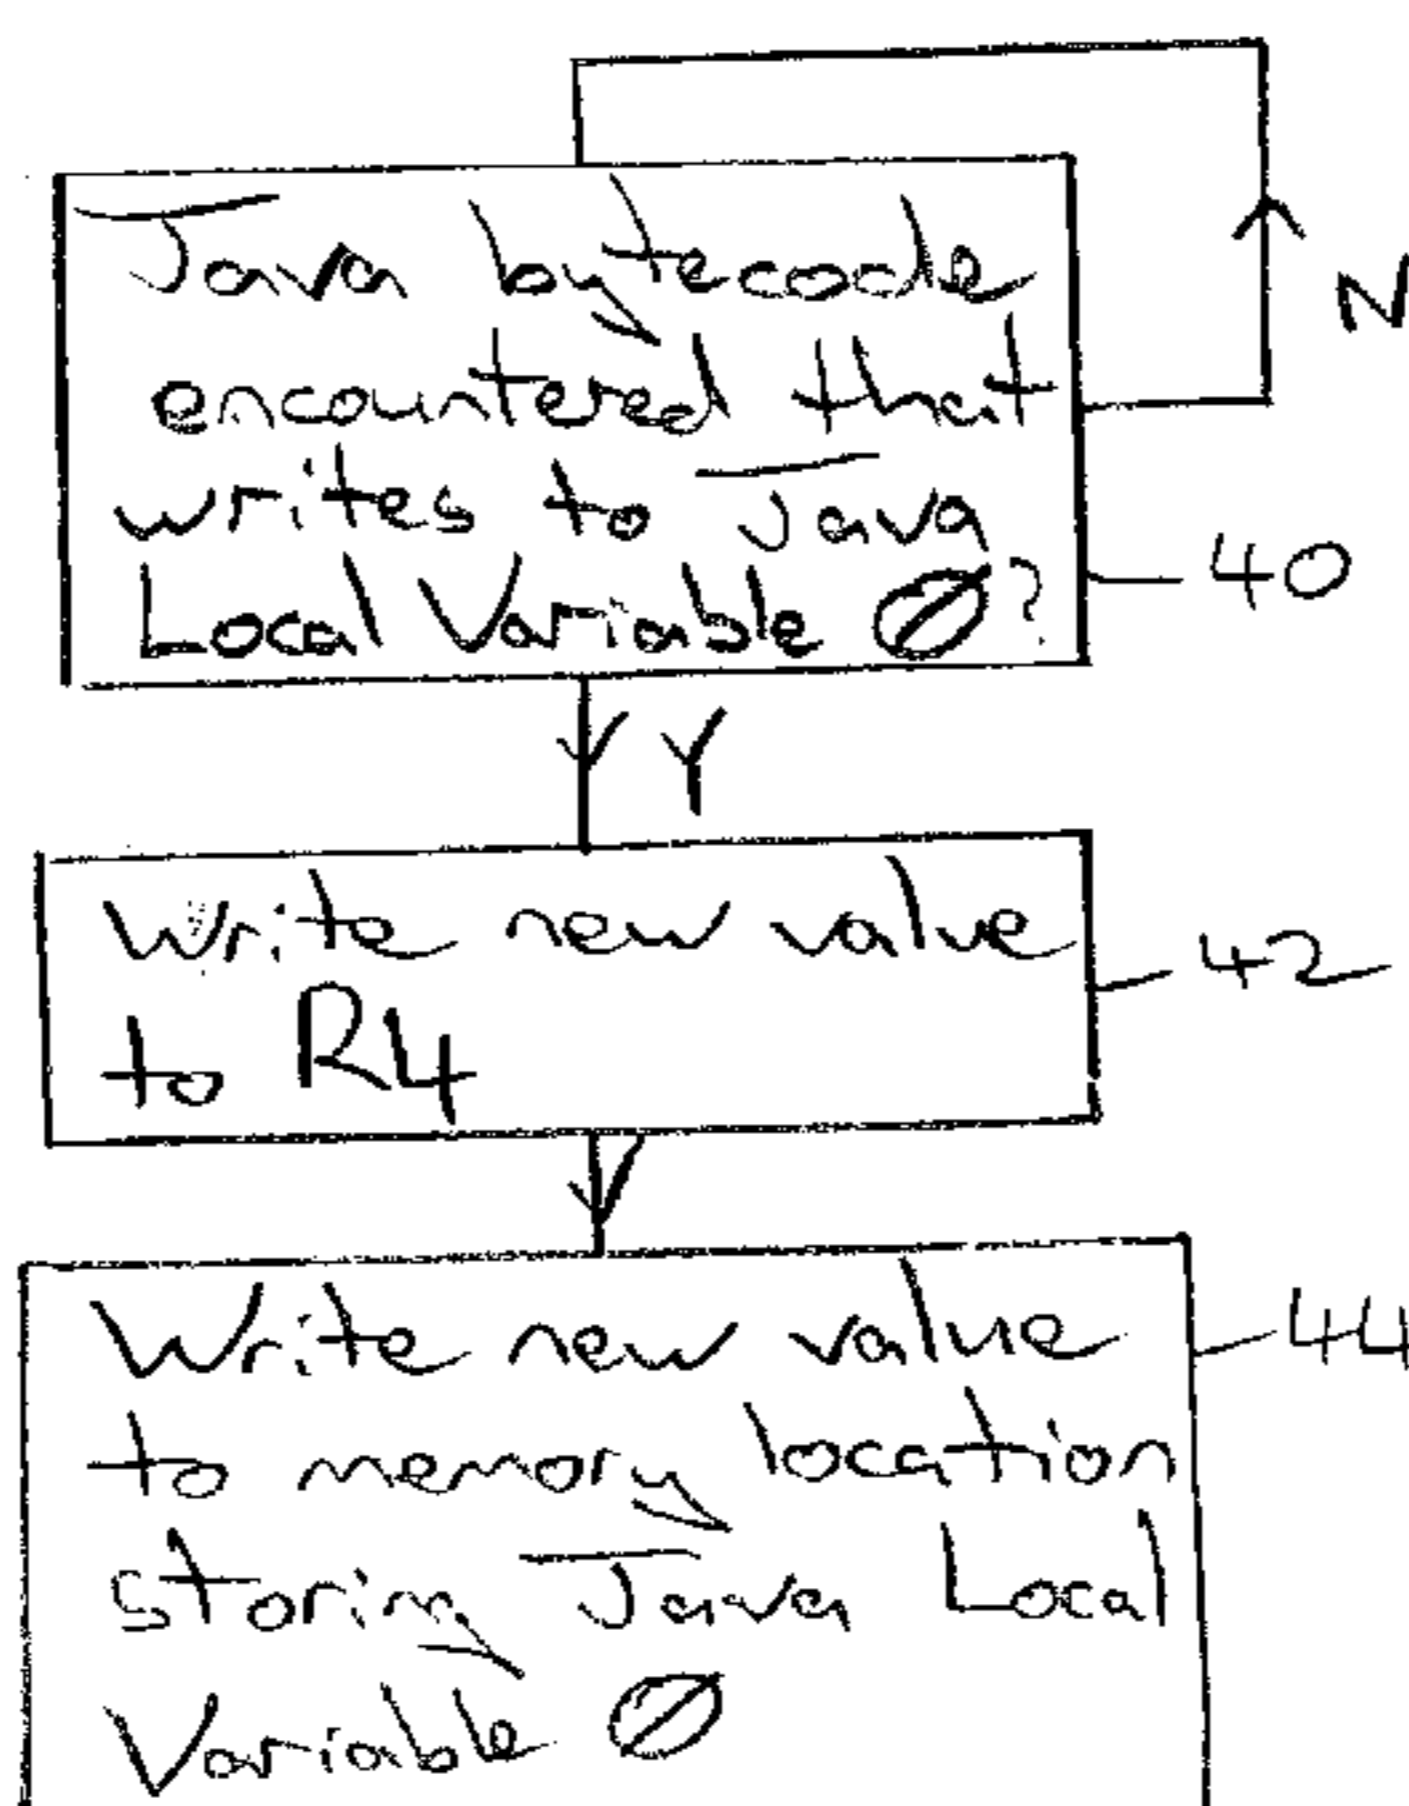 Java bytecode
encountered that
N
writes to Java
Local Variable Ø?
40
Y
Write new value
to R4
42
Write new value
44
to memory location
storing Java Local
Variable Ø